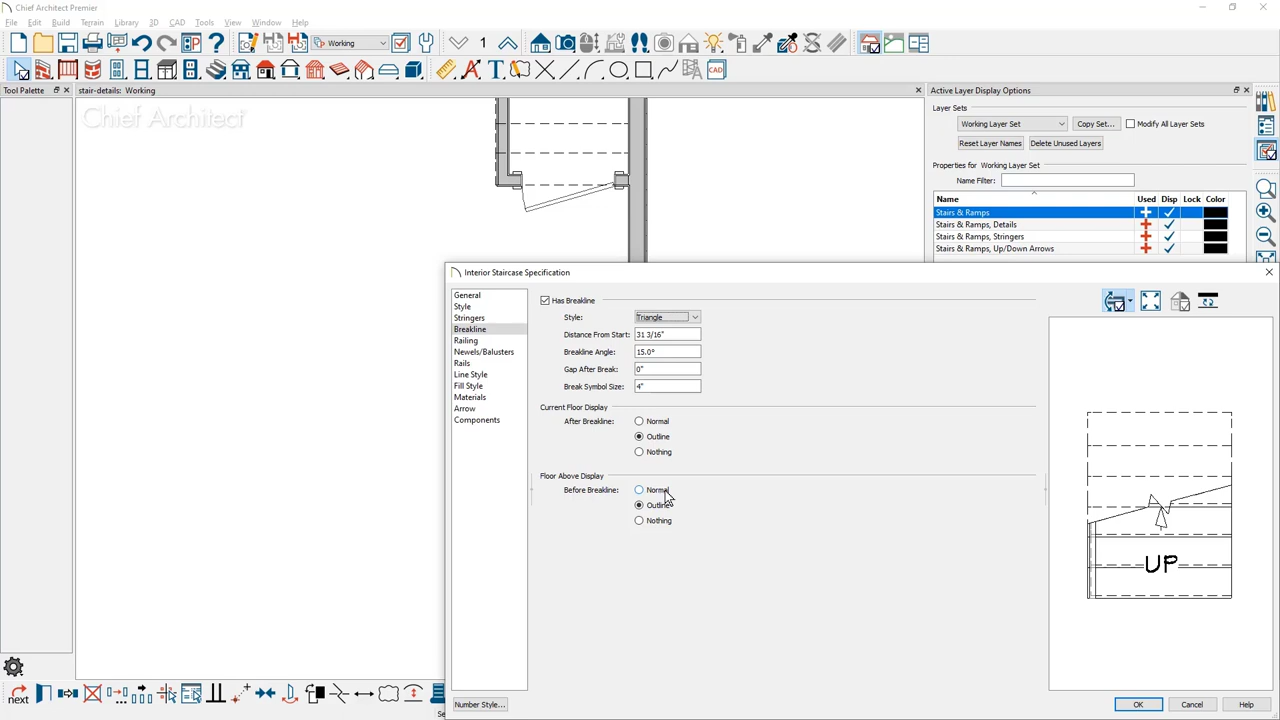 Chief Architect Premier
File Edit Build Terrain Library 3D CAD Tools View Window Help
Working
1
CAD
Tool Palette
stair-details: Working
Active Layer Display Options
Chief Architect
Layer Sets
Working Layer Set
Copy Set...
Modify All Layer Sets
Reset Layer Names
Delete Unused Layers
Properties for Working Layer Set
Name Filter:
Name Used Disp Lock Color
Stairs & Ramps
Stairs & Ramps, Details
Stairs & Ramps, Stringers
Stairs & Ramps, Up/Down Arrows
Interior Staircase Specification
General
Style
Stringers
Breakline
Railing
Newels/Balusters
Rails
Line Style
Fill Style
Materials
Arrow
Components
Has Breakline
Style: Triangle
Distance From Start: 31 3/16"
Breakline Angle: 15.0°
Gap After Break: 0"
Break Symbol Size: 4"
Current Floor Display
After Breakline: Normal
Outline
Nothing
Floor Above Display
Before Breakline: Normal
Outline
Nothing
UP
next
Number Style...
OK
Cancel
Help